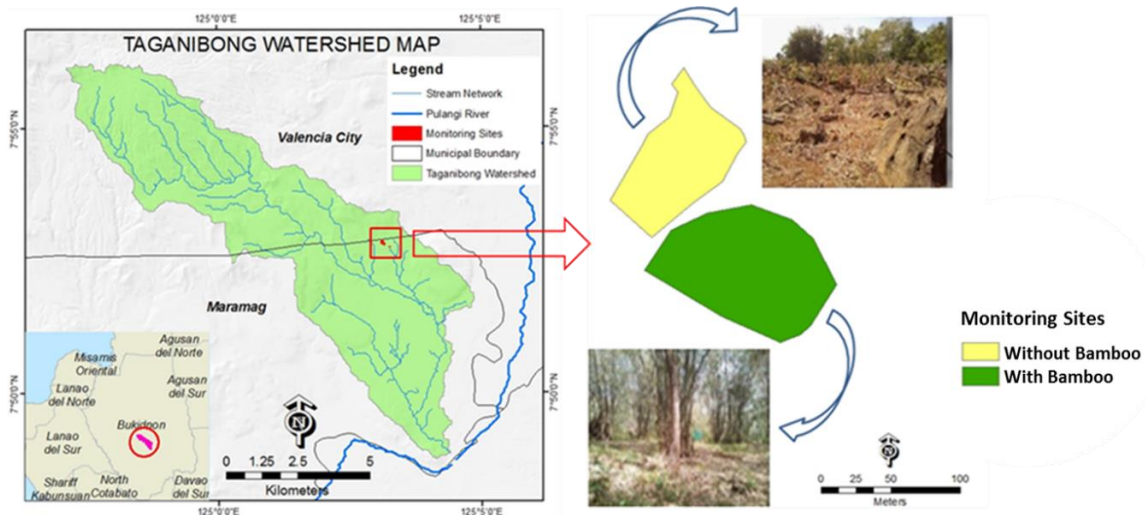 125°0'0"E
125°5'0"E
TAGANIBONG WATERSHED MAP
Legend
Stream Network
Pulangi River
Monitoring Sites
Municipal Boundary
Taganibong Watershed
7°55'0"N
7°55'0"N
Valencia City
Maramag
7°50'0"N
7°50'0"N
Agusan
del Norte
Misamis
Oriental
Lanao
del Norte
Agusan
del Sur
Bukidnon
Lanao
del Sur
Shariff
Kabunsuan
North
Cotabato
Davao
del Sur
N
0 1.25 2.5 5
Kilometers
125°0'0"E
125°5'0"E
Monitoring Sites
Without Bamboo
With Bamboo
N
0 25 50 100
Meters